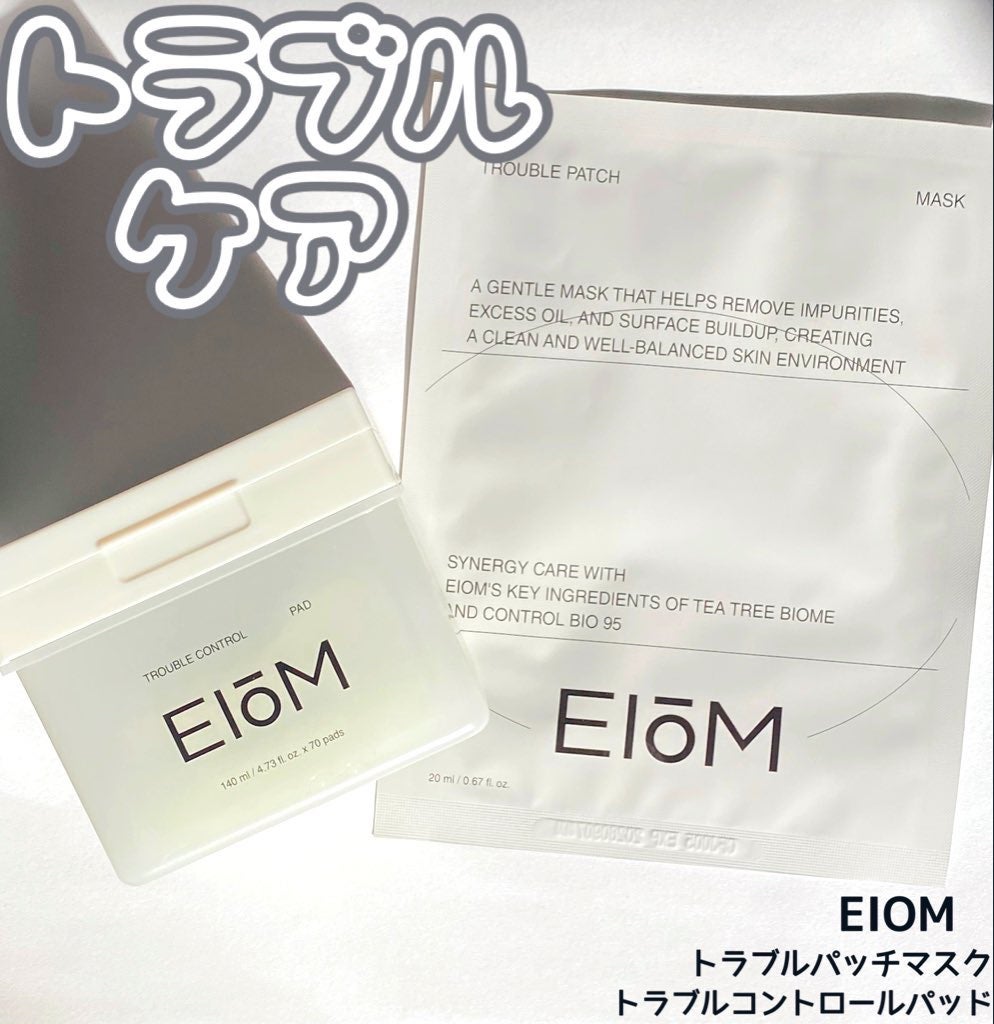 トラブル
ケア
TROUBLE PATCH
MASK
A GENTLE MASK THAT HELPS REMOVE IMPURITIES,
EXCESS OIL, AND SURFACE BUILDUP, CREATING
A CLEAN AND WELL-BALANCED SKIN ENVIRONMENT
SYNERGY CARE WITH
EIOM'S KEY INGREDIENTS OF TEA TREE BIOME
AND CONTROL BIO 95
EIōM
20 ml / 0.67 fl. oz.
PAD
TROUBLE CONTROL
EIōM
140 ml / 4.73 fl. oz. x 70 pads
EIOM
トラブルパッチマスク
トラブルコントロールパッド